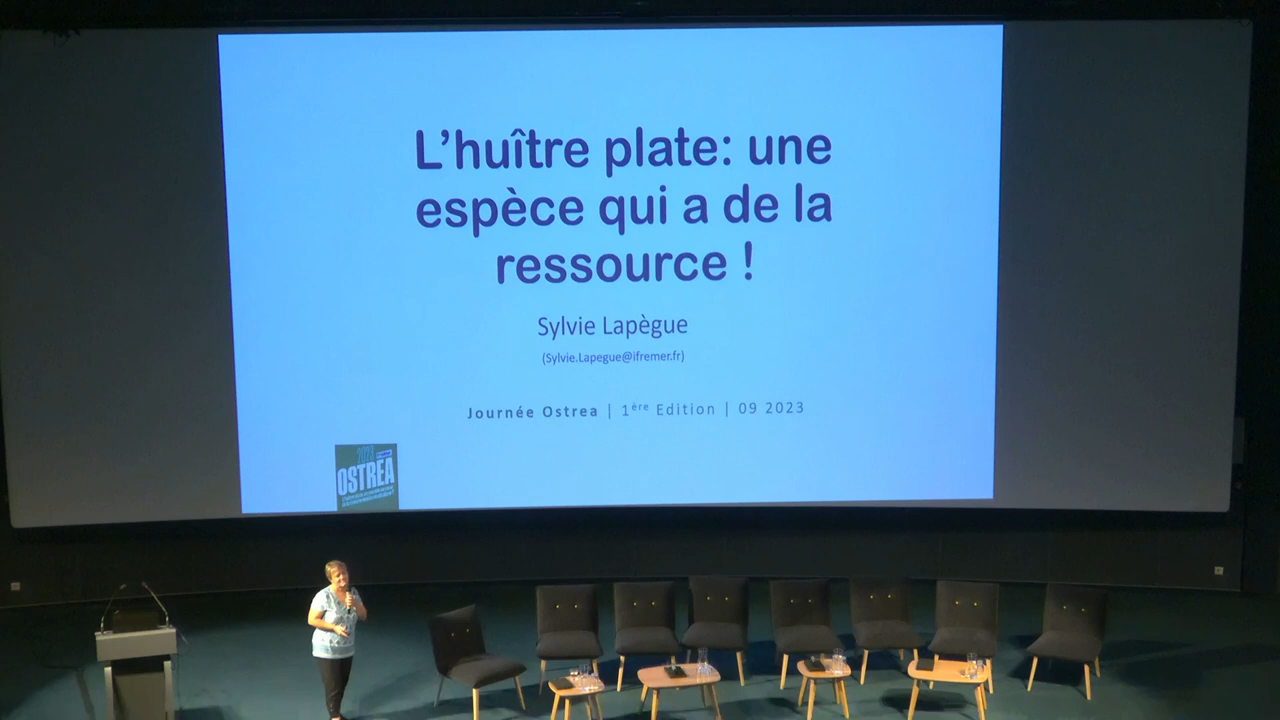 L'huître plate: une
espèce qui a de la
ressource !
Sylvie Lapègue
(Sylvie.Lapegue@ifremer.fr)
Journée Ostrea | 1ère Edition | 09 2023
OSTREA